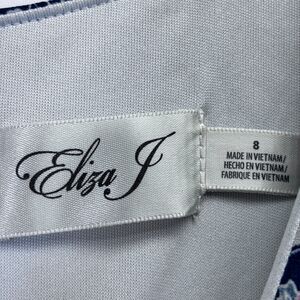 Eliza J
8
MADE IN VIETNAM/
HECHO EN VIETNAM/
FABRIQUE EN VIETNAM